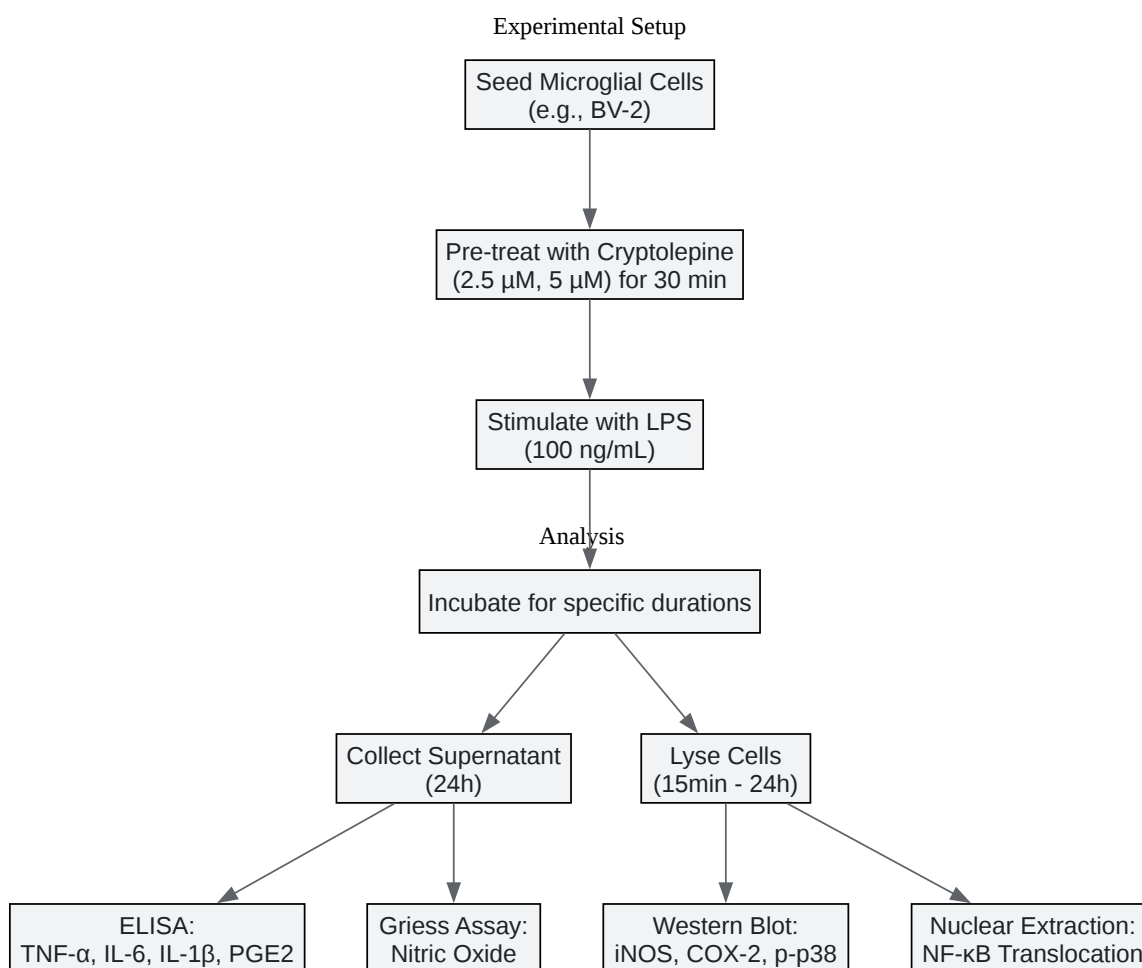 Experimental Setup
Seed Microglial Cells
(e.g., BV-2)
Pre-treat with Cryptolepine
(2.5 µM, 5 µM) for 30 min
Stimulate with LPS
(100 ng/mL)
Analysis
Incubate for specific durations
Collect Supernatant
(24h)
Lyse Cells
(15min - 24h)
ELISA:
TNF-α, IL-6, IL-1β, PGE2
Griess Assay:
Nitric Oxide
Western Blot:
iNOS, COX-2, p-p38
Nuclear Extraction:
NF-κB Translocation